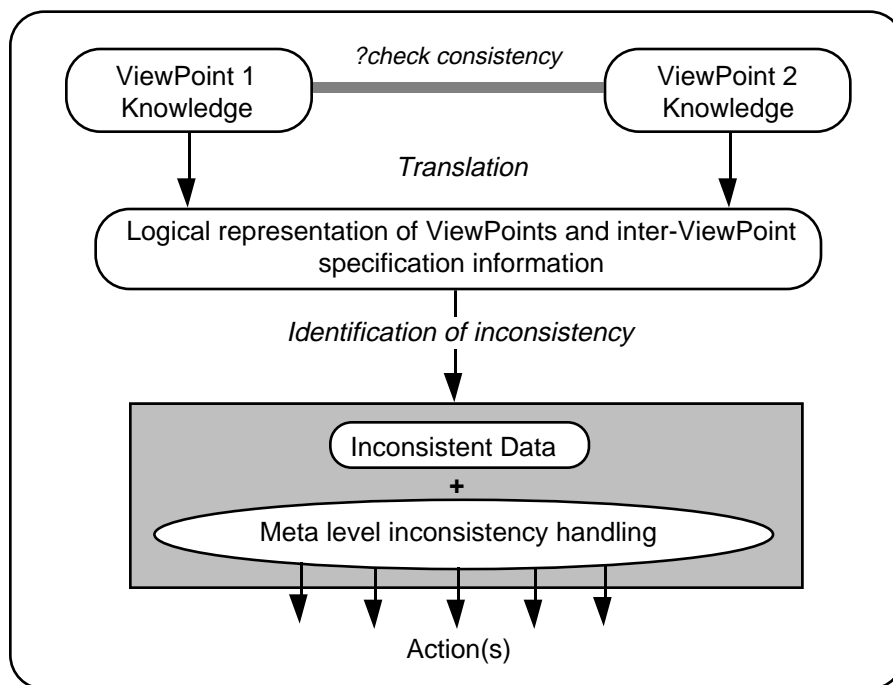 ?check consistency
ViewPoint 1
Knowledge
ViewPoint 2
Knowledge
Translation
Logical representation of ViewPoints and inter-ViewPoint
specification information
Identification of inconsistency
Inconsistent Data
+
Meta level inconsistency handling
Action(s)